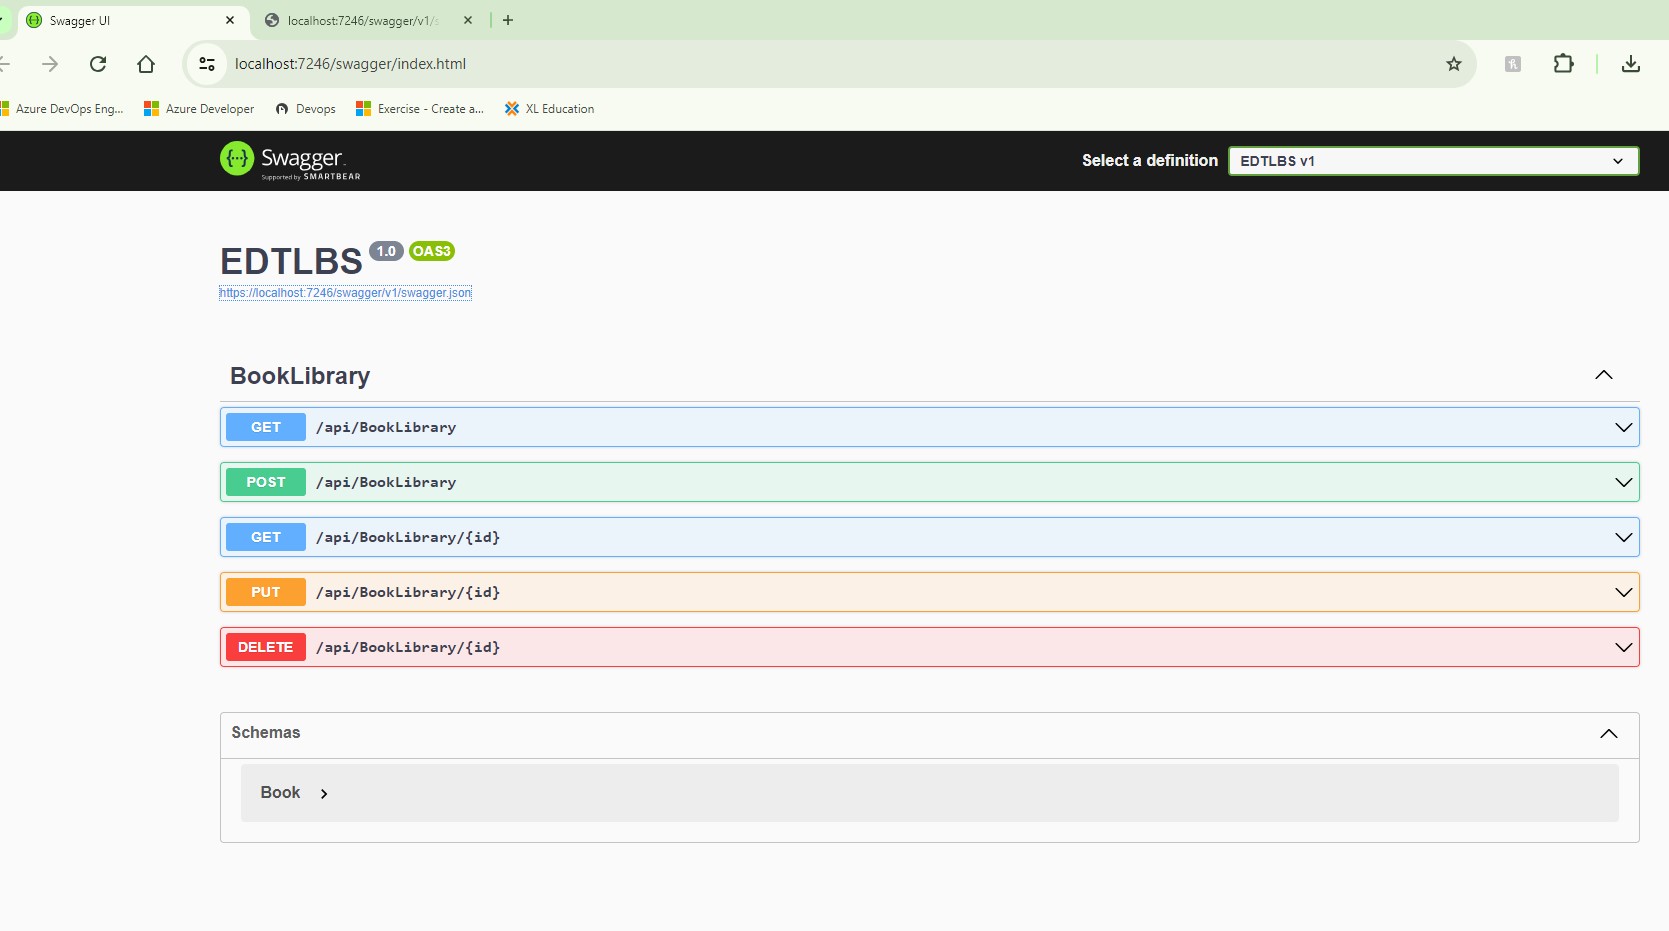 Swagger UI
localhost:7246/swagger/v1/s
localhost:7246/swagger/index.html
Azure DevOps Eng...
Azure Developer
Devops
Exercise - Create a...
XL Education
Swagger
Supported by SMARTBEAR
Select a definition
EDTLBS v1
EDTLBS 1.0 OAS3
https://localhost:7246/swagger/v1/swagger.json
BookLibrary
GET /api/BookLibrary
POST /api/BookLibrary
GET /api/BookLibrary/{id}
PUT /api/BookLibrary/{id}
DELETE /api/BookLibrary/{id}
Schemas
Book